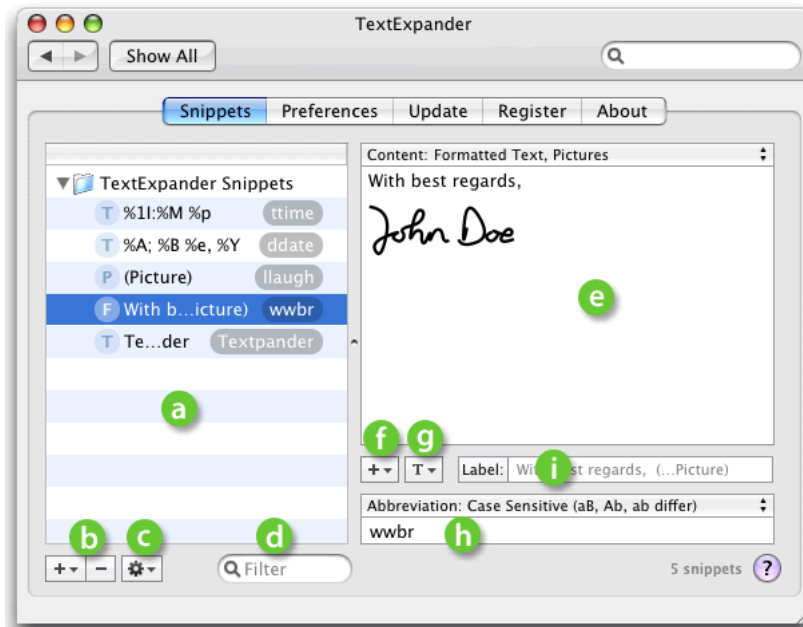 TextExpander
Show All
Snippets Preferences Update Register About
Content: Formatted Text, Pictures
TextExpander Snippets
With best regards,
John Doe
T %1I:%M %p ttime
T %A; %B %e, %Y ddate
P (Picture) llaugh
F With b...icture) wwbr
T Te...der Textpander
e
a
f g
+ T Label: With best regards, (...Picture)
i
Abbreviation: Case Sensitive (aB, Ab, ab differ)
wwbr
h
b c d
+ − Filter
5 snippets ?